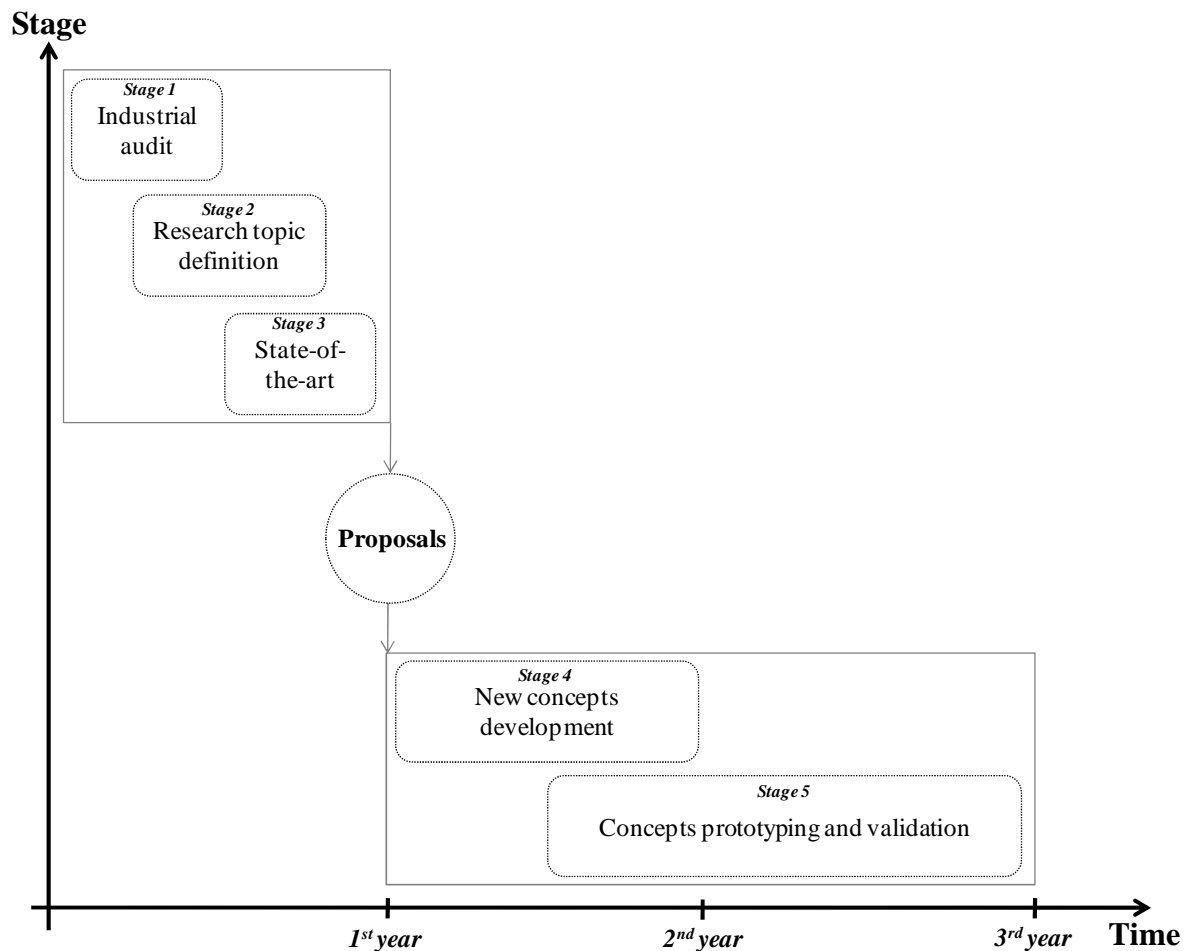 Stage
Stage 1
Industrial
audit
Stage 2
Research topic
definition
Stage 3
State-of-
the-art
Proposals
Stage 4
New concepts
development
Stage 5
Concepts prototyping and validation
1st year
2nd year
3rd year
Time